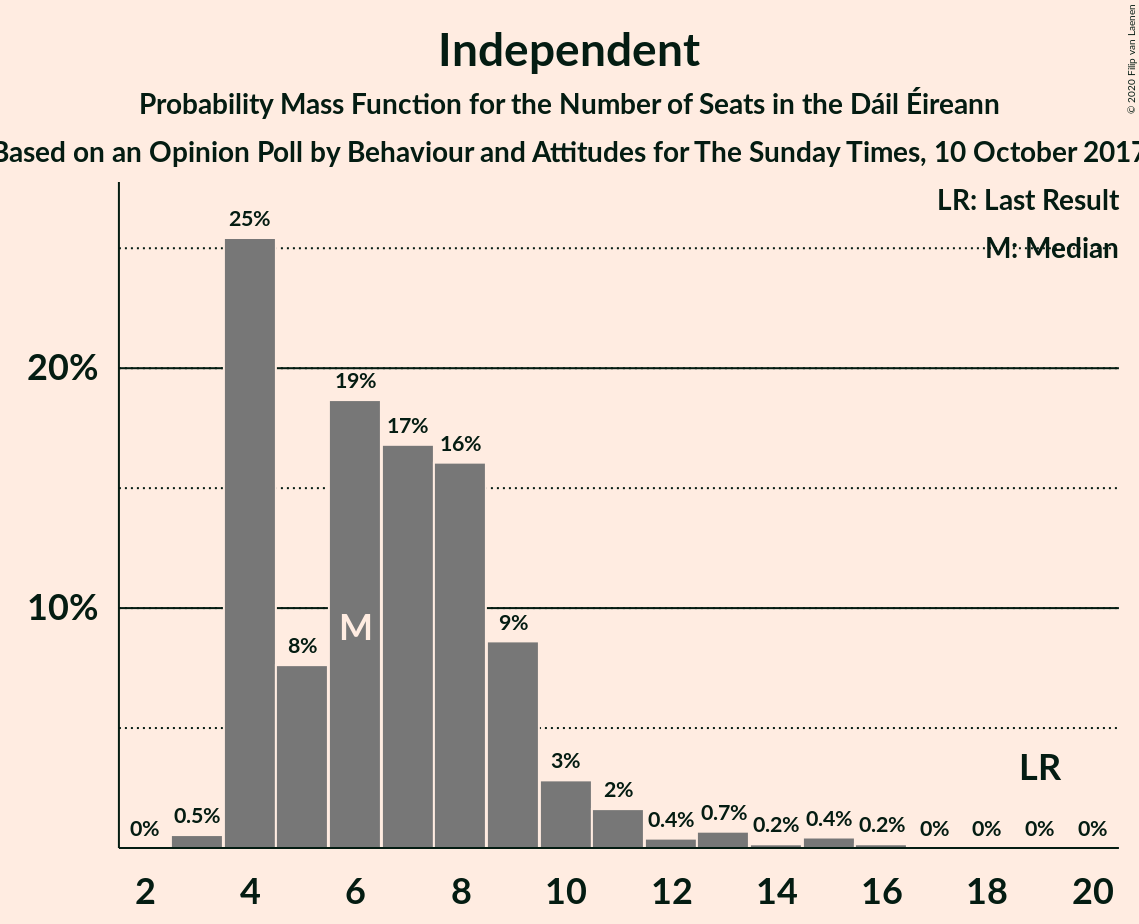 Independent
Probability Mass Function for the Number of Seats in the Dáil Éireann
Based on an Opinion Poll by Behaviour and Attitudes for The Sunday Times, 10 October 2017
© 2020 Filip van Laenen
LR: Last Result
M: Median
20%
10%
0%
0.5%
25%
8%
19%
17%
16%
9%
3%
2%
0.4%
0.7%
0.2%
0.4%
0.2%
0%
0%
0%
0%
M
LR
2 4 6 8 10 12 14 16 18 20